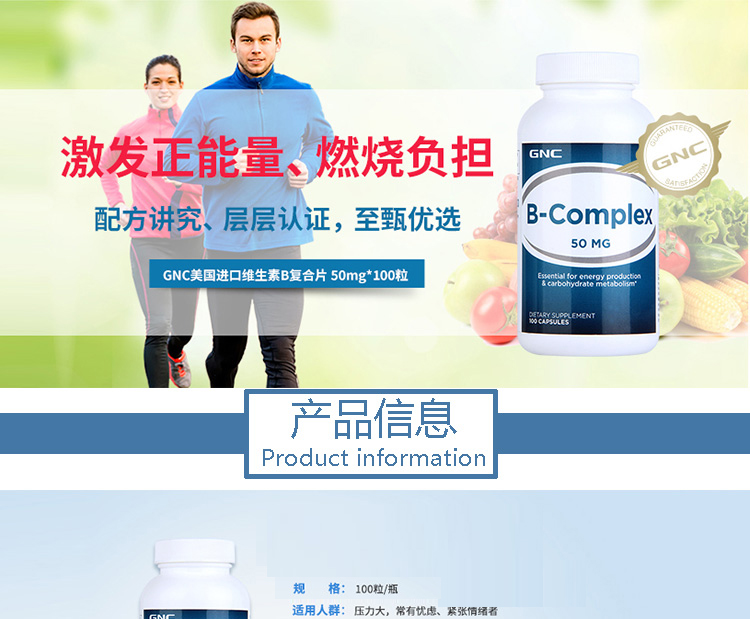 激发正能量、燃烧负担
配方讲究、层层认证，至甄优选
GNC美国进口维生素B复合片 50mg*100粒
GNC
B-Complex
50 MG
Essential for energy production
& carbohydrate metabolism*
DIETARY SUPPLEMENT
100 CAPSULES
GUARANTEED
GNC
SATISFACTION
产品信息
Product information
GNC
规 格： 100粒/瓶
适用人群： 压力大，常有忧虑、紧张情绪者